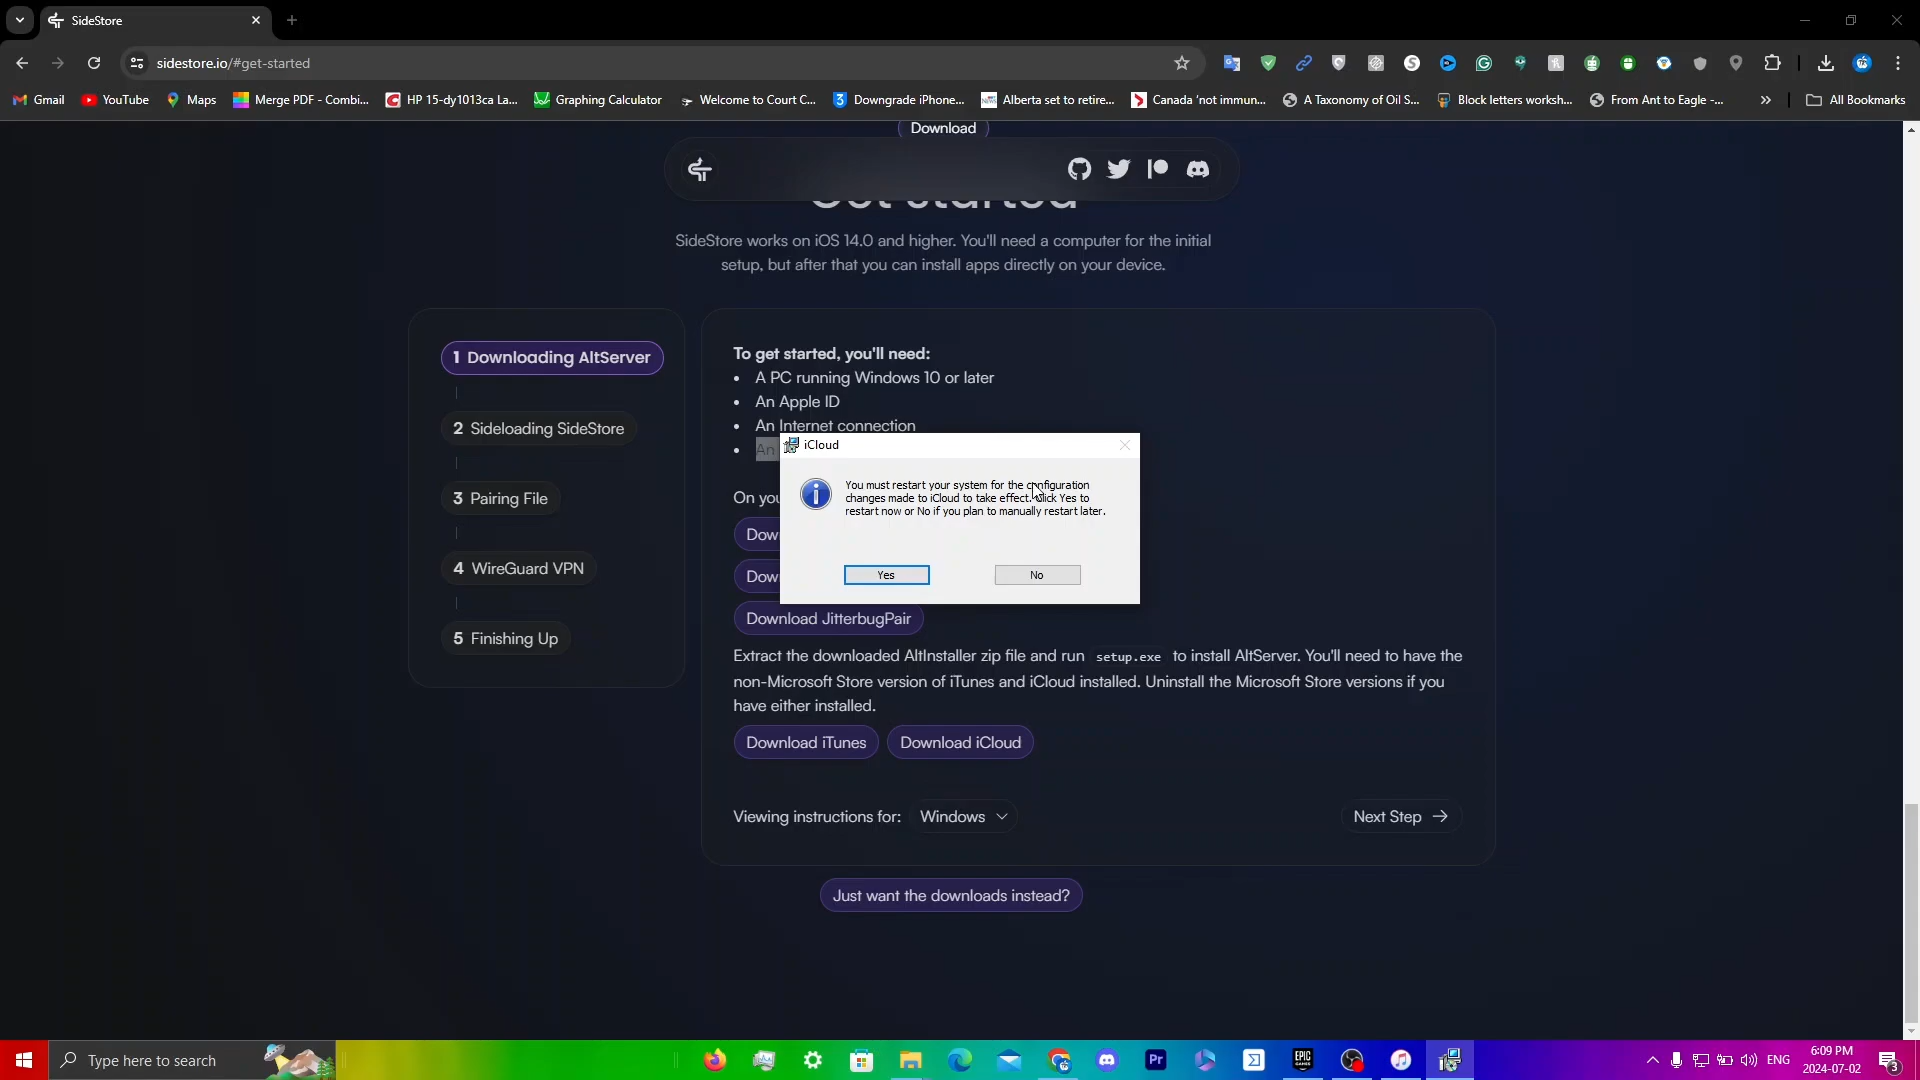 SideStore
sidestore.io/#get-started
Gmail
YouTube
Maps
Merge PDF - Combi...
HP 15-dy1013ca La...
Graphing Calculator
Welcome to Court C...
Downgrade iPhone...
Alberta set to retire...
Canada 'not immun...
A Taxonomy of Oil S...
Block letters worksh...
From Ant to Eagle -...
All Bookmarks
Download
Get started
SideStore works on iOS 14.0 and higher. You'll need a computer for the initial
setup, but after that you can install apps directly on your device.
1 Downloading AltServer
2 Sideloading SideStore
3 Pairing File
4 WireGuard VPN
5 Finishing Up
To get started, you'll need:
• A PC running Windows 10 or later
• An Apple ID
• An Internet connection
• An
On you
Dow
Dow
iCloud
You must restart your system for the configuration
changes made to iCloud to take effect. Click Yes to
restart now or No if you plan to manually restart later.
Yes
No
Download JitterbugPair
Extract the downloaded AltInstaller zip file and run setup.exe to install AltServer. You'll need to have the
non-Microsoft Store version of iTunes and iCloud installed. Uninstall the Microsoft Store versions if you
have either installed.
Download iTunes
Download iCloud
Viewing instructions for: Windows
Next Step →
Just want the downloads instead?
Type here to search
Pr
EPIC
GAMES
ENG
6:09 PM
2024-07-02
3